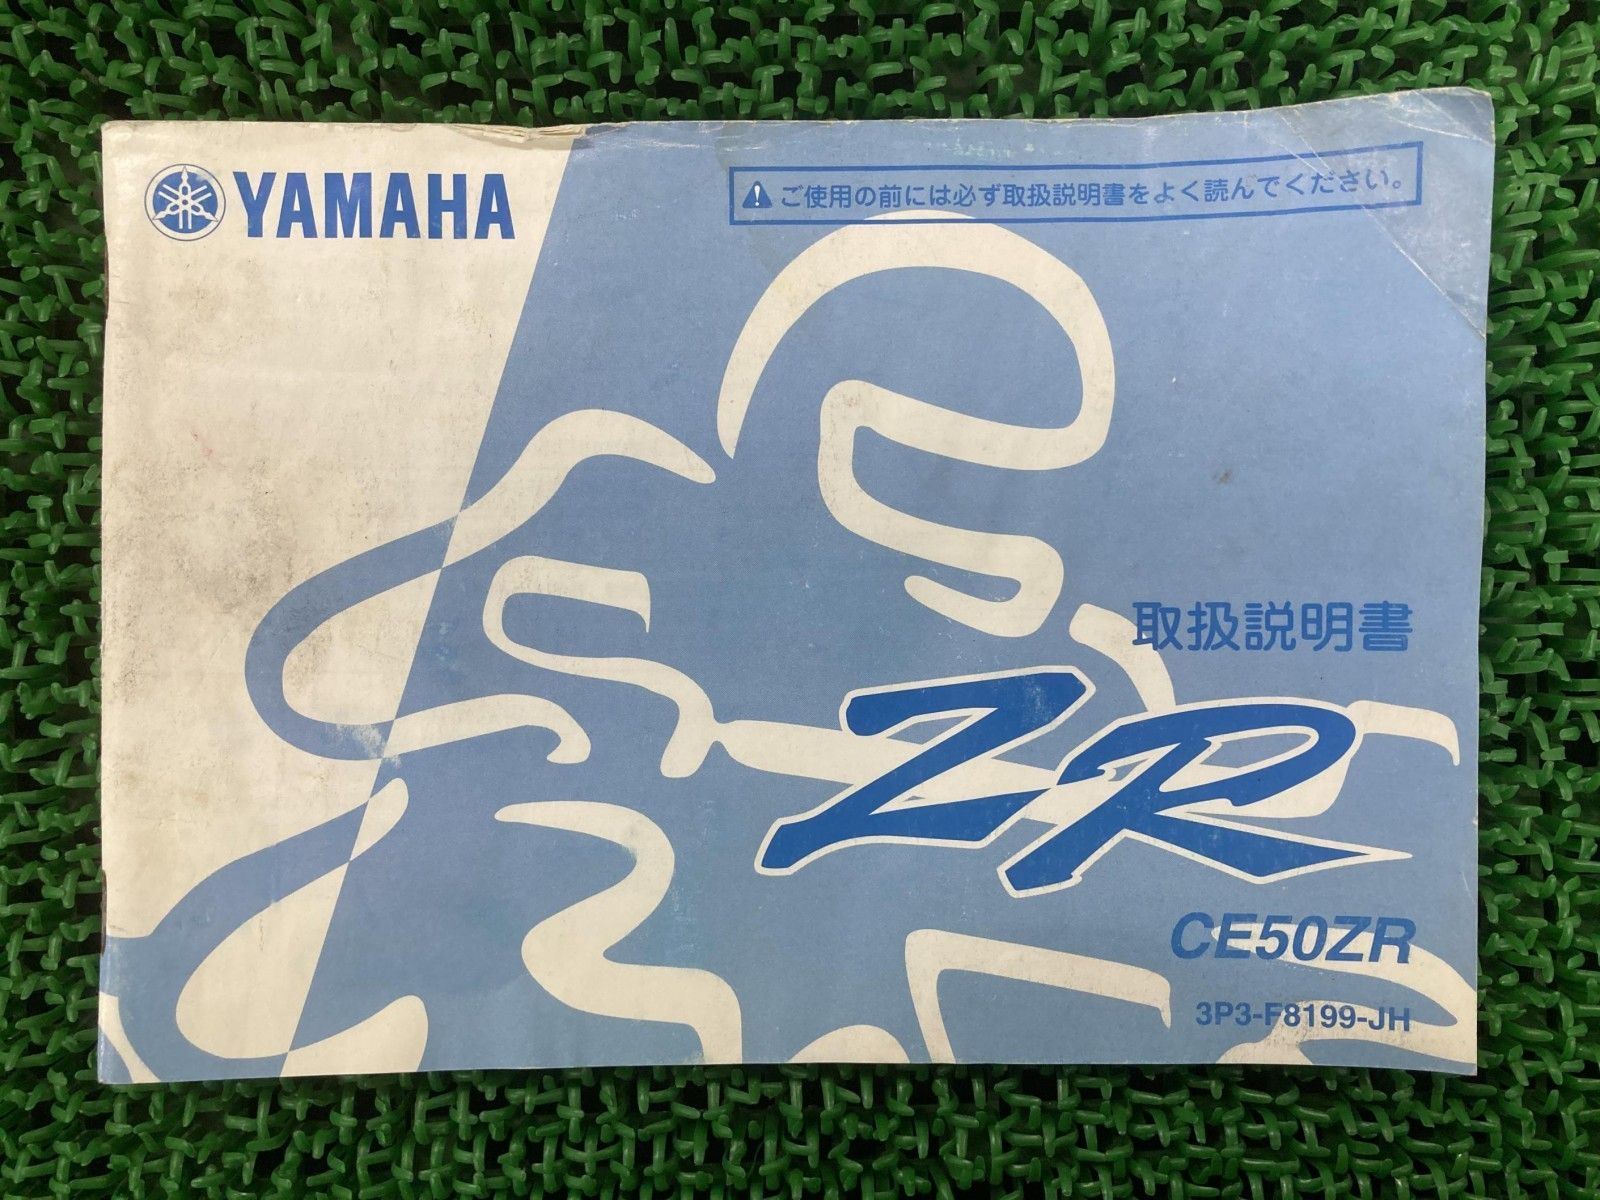 YAMAHA
ご使用の前には必ず取扱説明書をよく読んでください。
取扱説明書
ZR
CE50ZR
3P3-F8199-JH